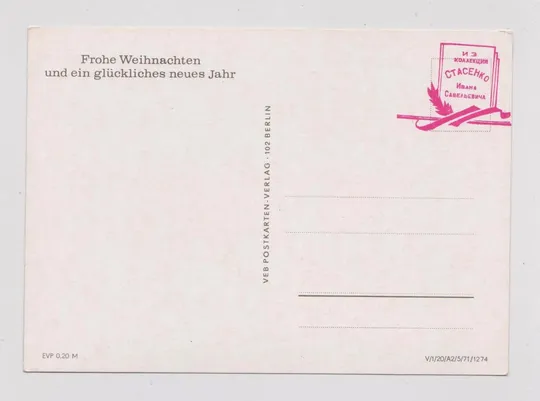 Frohe Weihnachten
und ein glückliches neues Jahr
ИЗ
КОЛЛЕКЦИИ
СТАСЕНКО
ИВАНА
САВЕЛЬЕВИЧА
VEB POSTKARTEN-VERLAG · 102 BERLIN
EVP 0,20 M
V/1/20/A2/5/71/1274